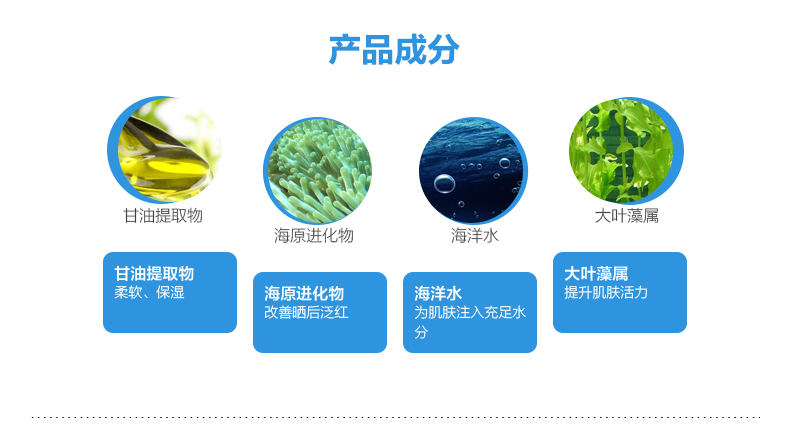 产品成分
甘油提取物
海原进化物
海洋水
大叶藻属
甘油提取物
柔软、保湿
海原进化物
改善晒后泛红
海洋水
为肌肤注入充足水
分
大叶藻属
提升肌肤活力